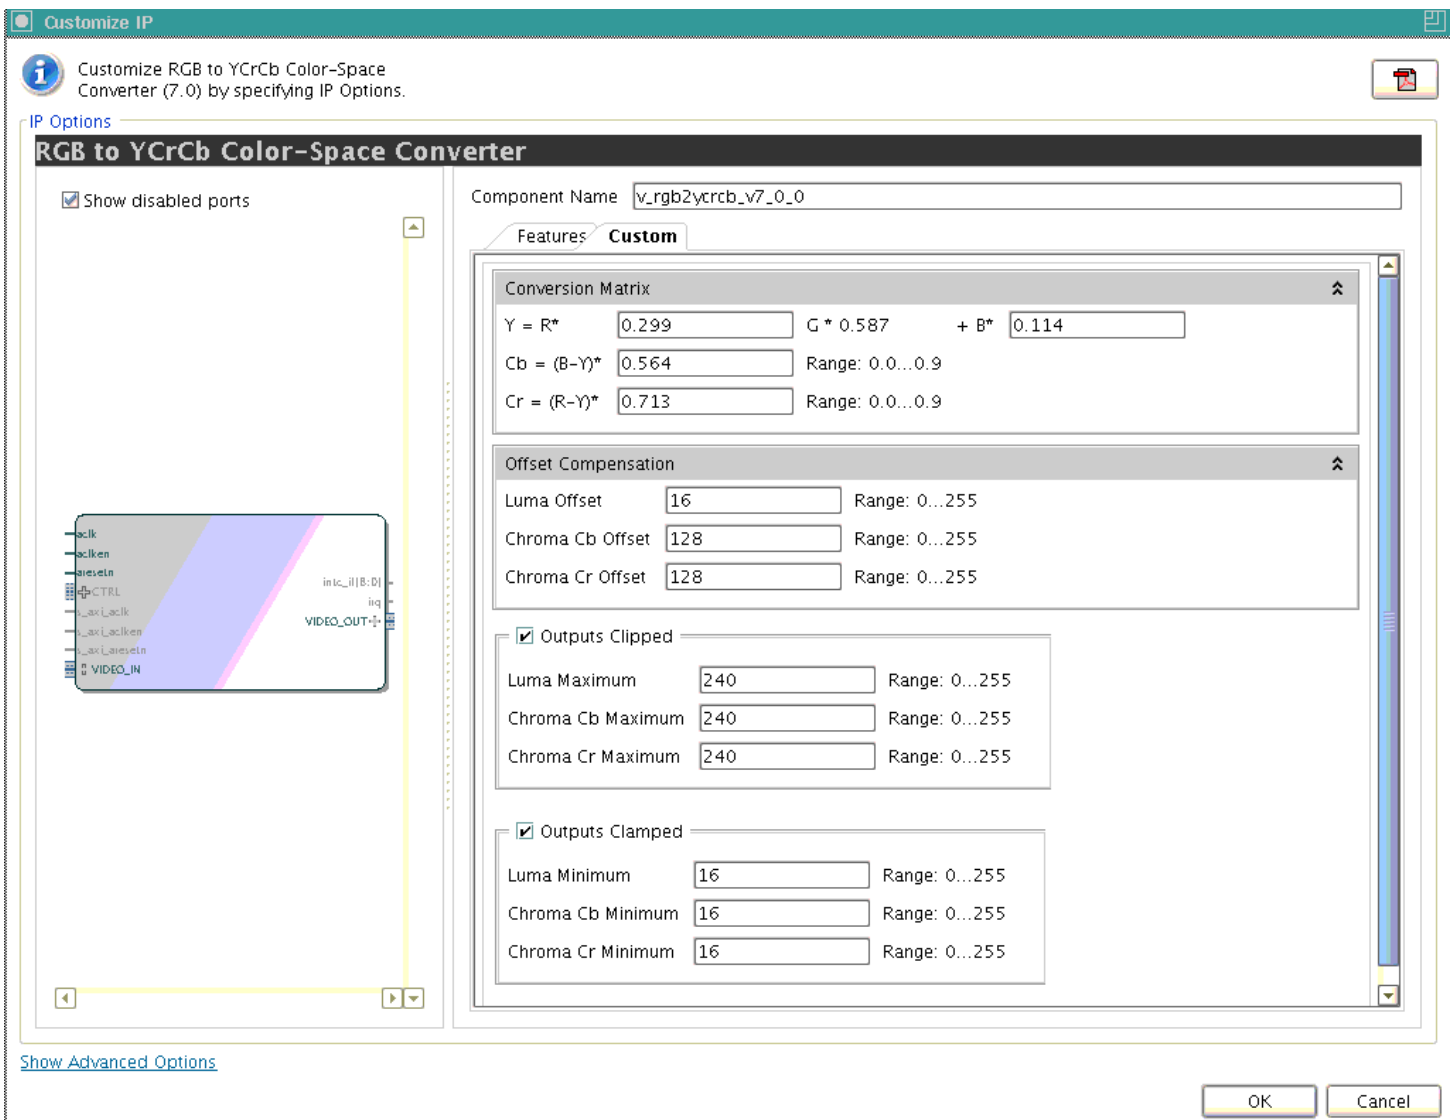 Customize IP
Customize RGB to YCrCb Color-Space
Converter (7.0) by specifying IP Options.
IP Options
RGB to YCrCb Color-Space Converter
Show disabled ports
aclk
aclken
aresetn
CTRL
s_axi_aclk
s_axi_aclken
s_axi_aresetn
VIDEO_IN
intc_if[8:0]
irq
VIDEO_OUT
Component Name v_rgb2ycrcb_v7_0_0
Features Custom
Conversion Matrix
Y = R* 0.299 G * 0.587 + B* 0.114
Cb = (B-Y)* 0.564 Range: 0.0...0.9
Cr = (R-Y)* 0.713 Range: 0.0...0.9
Offset Compensation
Luma Offset 16 Range: 0...255
Chroma Cb Offset 128 Range: 0...255
Chroma Cr Offset 128 Range: 0...255
Outputs Clipped
Luma Maximum 240 Range: 0...255
Chroma Cb Maximum 240 Range: 0...255
Chroma Cr Maximum 240 Range: 0...255
Outputs Clamped
Luma Minimum 16 Range: 0...255
Chroma Cb Minimum 16 Range: 0...255
Chroma Cr Minimum 16 Range: 0...255
Show Advanced Options
OK Cancel